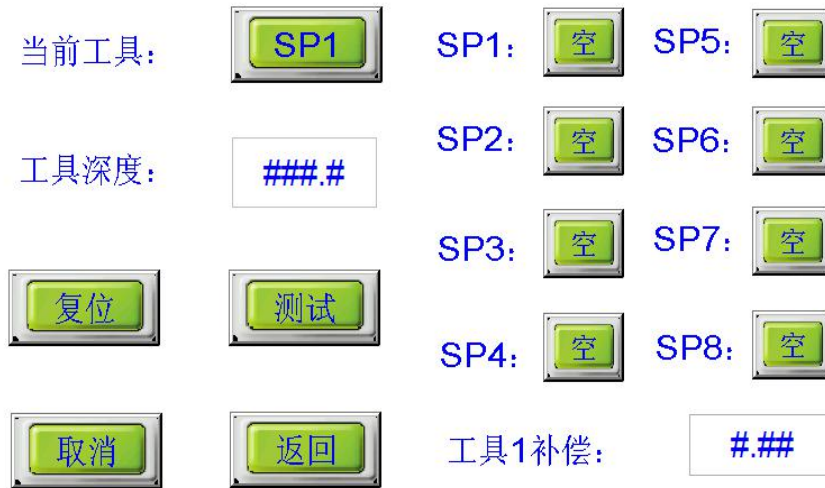 当前工具： SP1 SP1： 空 SP5： 空
工具深度： ###.# SP2： 空 SP6： 空
SP3： 空 SP7： 空
复位 测试 SP4： 空 SP8： 空
取消 返回 工具1补偿： #.##